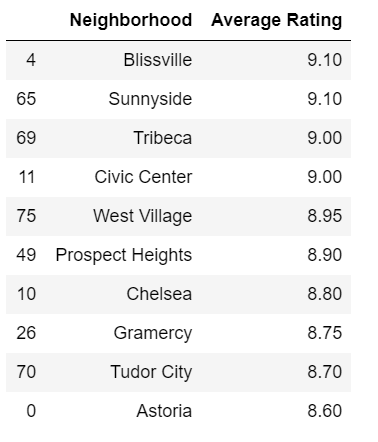 Neighborhood Average Rating
4 Blissville 9.10
65 Sunnyside 9.10
69 Tribeca 9.00
11 Civic Center 9.00
75 West Village 8.95
49 Prospect Heights 8.90
10 Chelsea 8.80
26 Gramercy 8.75
70 Tudor City 8.70
0 Astoria 8.60